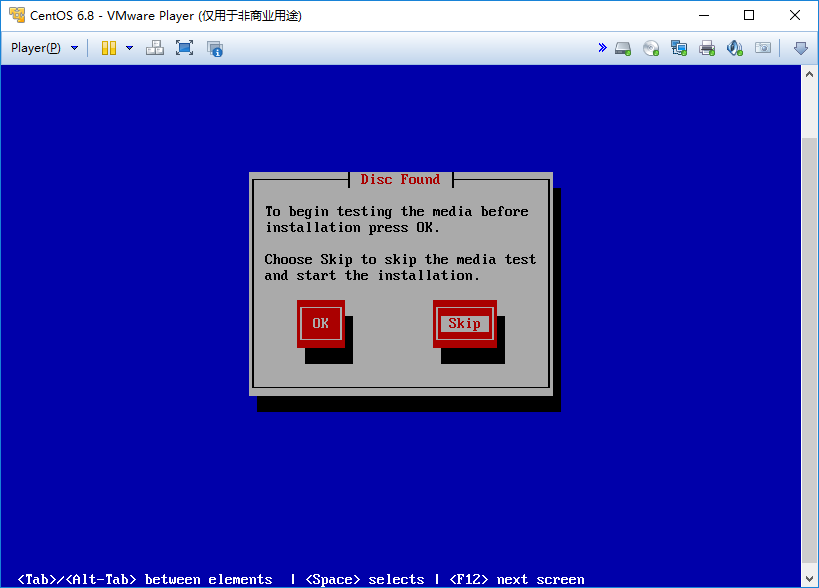 CentOS 6.8 - VMware Player (仅用于非商业用途)
Player(P)
Disc Found
To begin testing the media before
installation press OK.
Choose Skip to skip the media test
and start the installation.
OK Skip
<Tab>/<Alt-Tab> between elements | <Space> selects | <F12> next screen